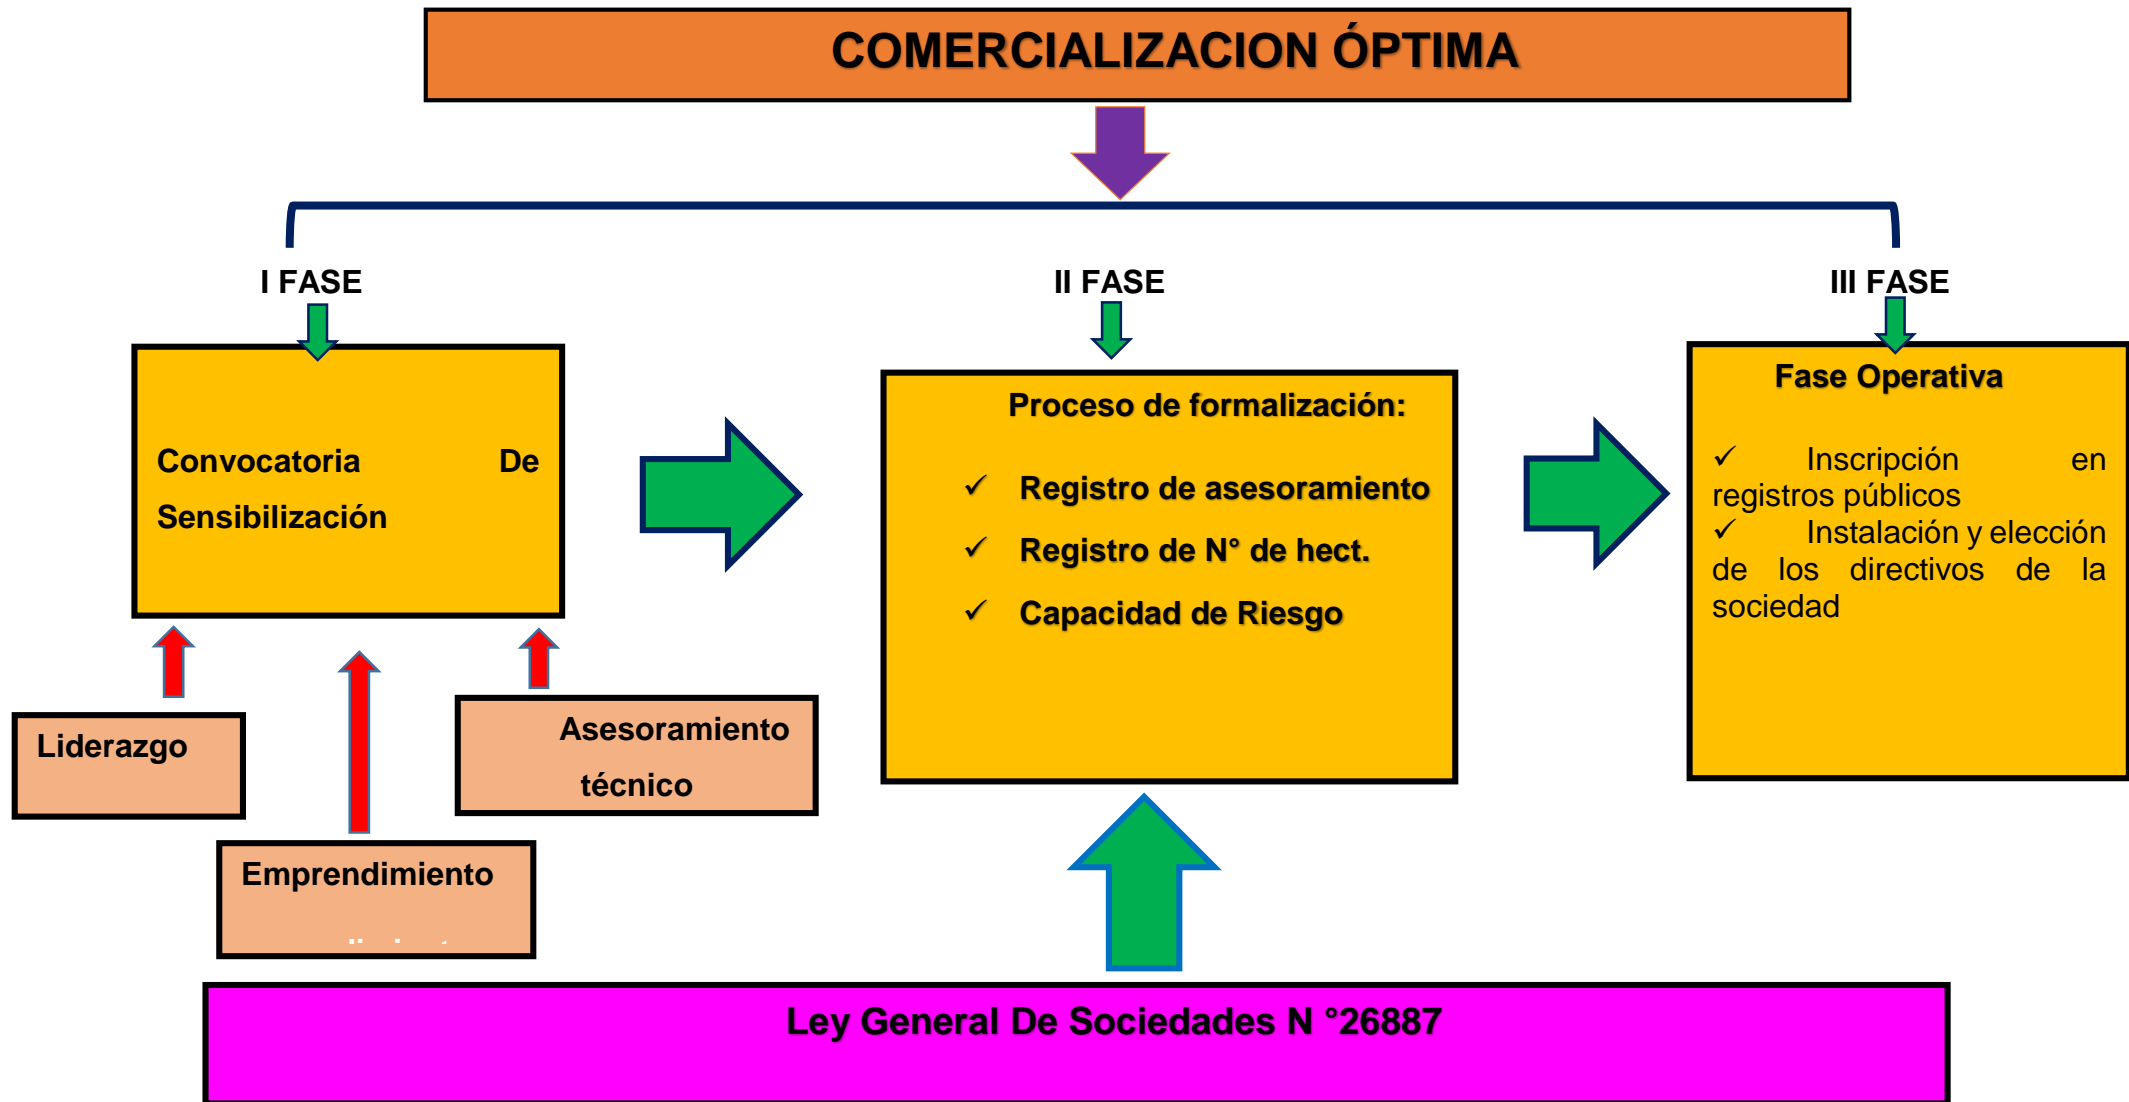 COMERCIALIZACION ÓPTIMA
I FASE
II FASE
III FASE
Convocatoria De
Sensibilización
Proceso de formalización:
✓ Registro de asesoramiento
✓ Registro de N° de hect.
✓ Capacidad de Riesgo
Fase Operativa
✓ Inscripción en
registros públicos
✓ Instalación y elección
de los directivos de la
sociedad
Liderazgo
Asesoramiento
técnico
Emprendimiento
Ley General De Sociedades N °26887